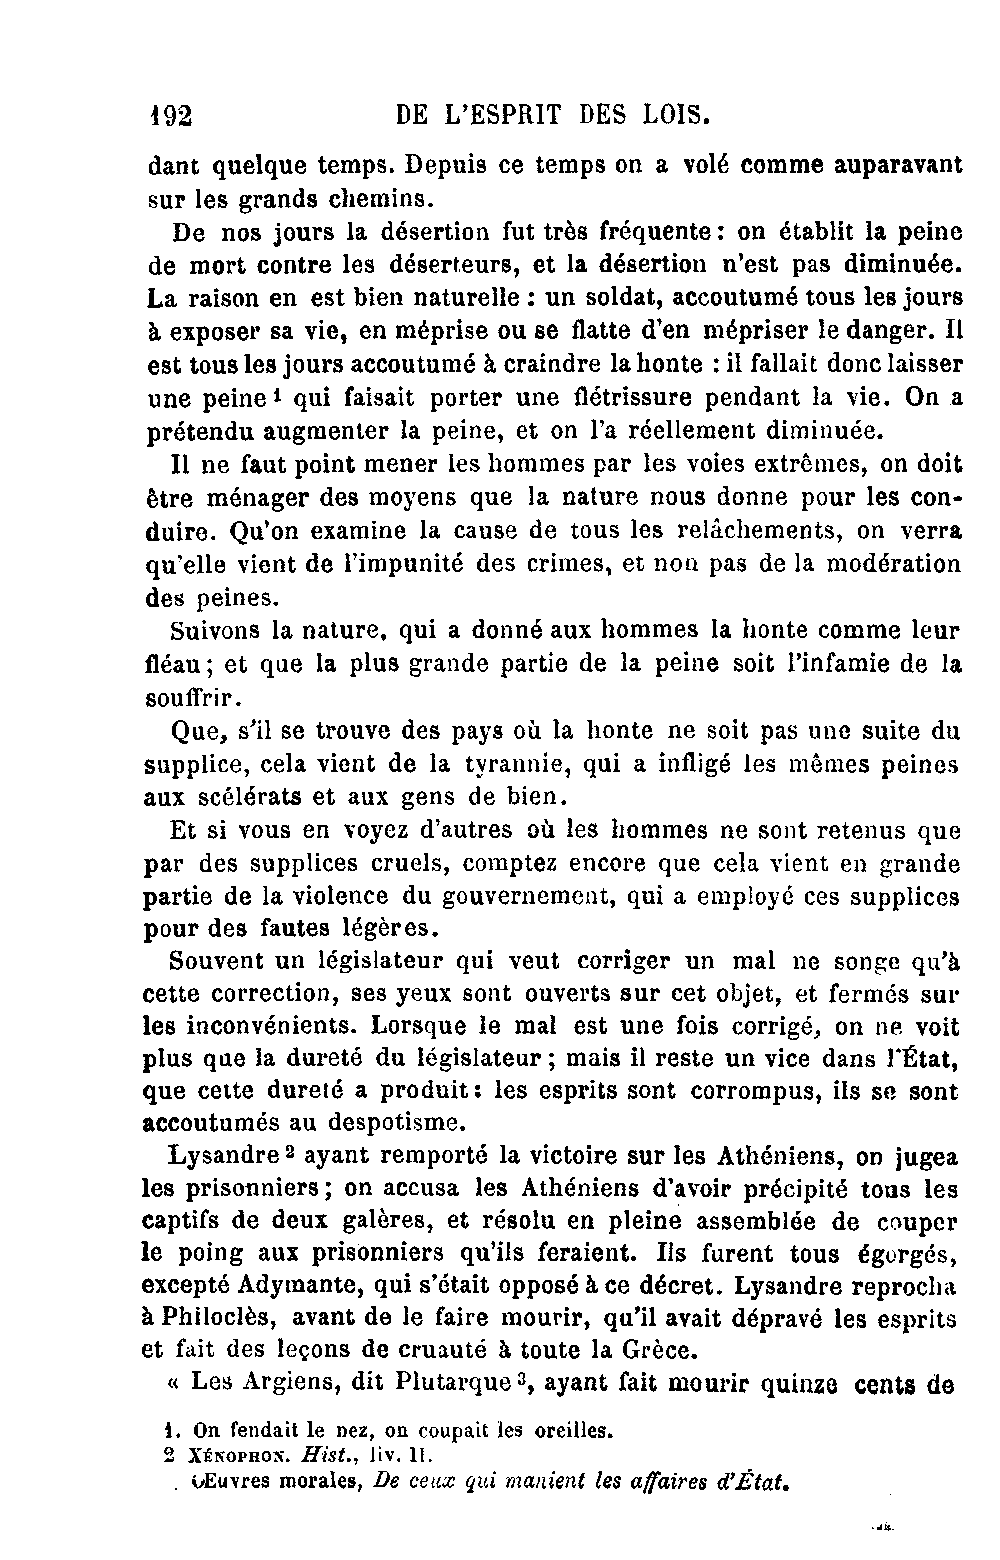 192 DE L'ESPRIT DES LOIS.
dant quelque temps. Depuis ce temps on a volé comme auparavant
sur les grands chemins.
De nos jours la désertion fut très fréquente : on établit la peine
de mort contre les déserteurs, et la désertion n'est pas diminuée.
La raison en est bien naturelle : un soldat, accoutumé tous les jours
à exposer sa vie, en méprise ou se flatte d'en mépriser le danger. Il
est tous les jours accoutumé à craindre la honte : il fallait donc laisser
une peine 1 qui faisait porter une flétrissure pendant la vie. On a
prétendu augmenter la peine, et on l'a réellement diminuée.
Il ne faut point mener les hommes par les voies extrêmes, on doit
être ménager des moyens que la nature nous donne pour les con-
duire. Qu'on examine la cause de tous les relâchements, on verra
qu'elle vient de l'impunité des crimes, et non pas de la modération
des peines.
Suivons la nature, qui a donné aux hommes la honte comme leur
fléau ; et que la plus grande partie de la peine soit l'infamie de la
souffrir.
Que, s'il se trouve des pays où la honte ne soit pas une suite du
supplice, cela vient de la tyrannie, qui a infligé les mêmes peines
aux scélérats et aux gens de bien.
Et si vous en voyez d'autres où les hommes ne sont retenus que
par des supplices cruels, comptez encore que cela vient en grande
partie de la violence du gouvernement, qui a employé ces supplices
pour des fautes légères.
Souvent un législateur qui veut corriger un mal ne songe qu'à
cette correction, ses yeux sont ouverts sur cet objet, et fermés sur
les inconvénients. Lorsque le mal est une fois corrigé, on ne voit
plus que la dureté du législateur ; mais il reste un vice dans l'État,
que cette dureté a produit : les esprits sont corrompus, ils se sont
accoutumés au despotisme.
Lysandre 2 ayant remporté la victoire sur les Athéniens, on jugea
les prisonniers ; on accusa les Athéniens d'avoir précipité tous les
captifs de deux galères, et résolu en pleine assemblée de couper
le poing aux prisonniers qu'ils feraient. Ils furent tous égorgés,
excepté Adymante, qui s'était opposé à ce décret. Lysandre reprocha
à Philoclès, avant de le faire mourir, qu'il avait dépravé les esprits
et fait des leçons de cruauté à toute la Grèce.
« Les Argiens, dit Plutarque 3, ayant fait mourir quinze cents de
1. On fendait le nez, on coupait les oreilles.
2 XÉNOPHON. Hist., liv. II.
. Œuvres morales, De ceux qui manient les affaires d'État.